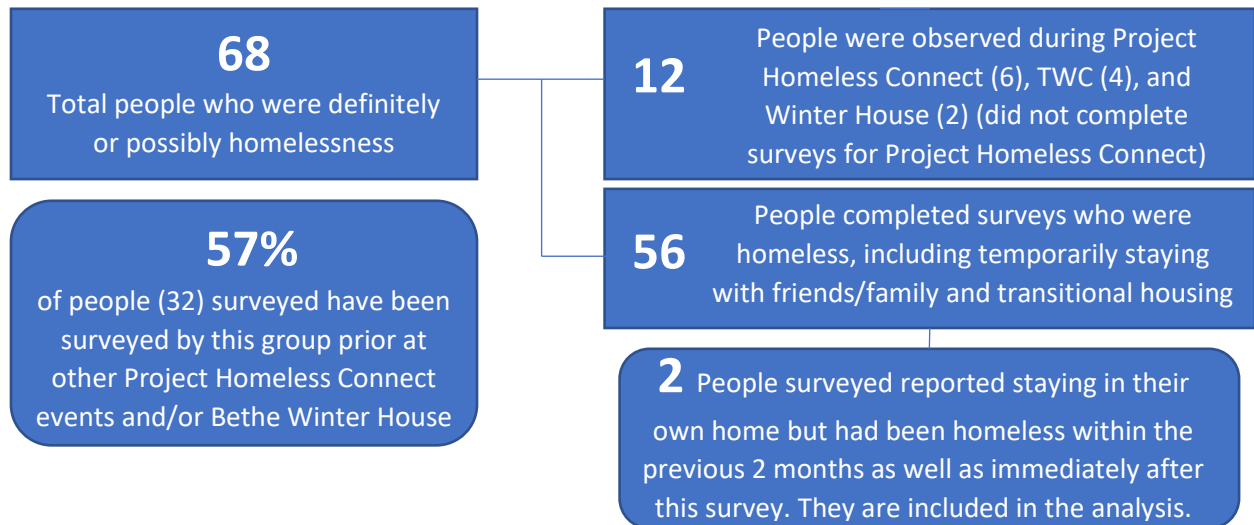 68
Total people who were definitely
or possibly homelessness
57%
of people (32) surveyed have been
surveyed by this group prior at
other Project Homeless Connect
events and/or Bethe Winter House
12
People were observed during Project
Homeless Connect (6), TWC (4), and
Winter House (2) (did not complete
surveys for Project Homeless Connect)
56
People completed surveys who were
homeless, including temporarily staying
with friends/family and transitional housing
2 People surveyed reported staying in their
own home but had been homeless within the
previous 2 months as well as immediately after
this survey. They are included in the analysis.